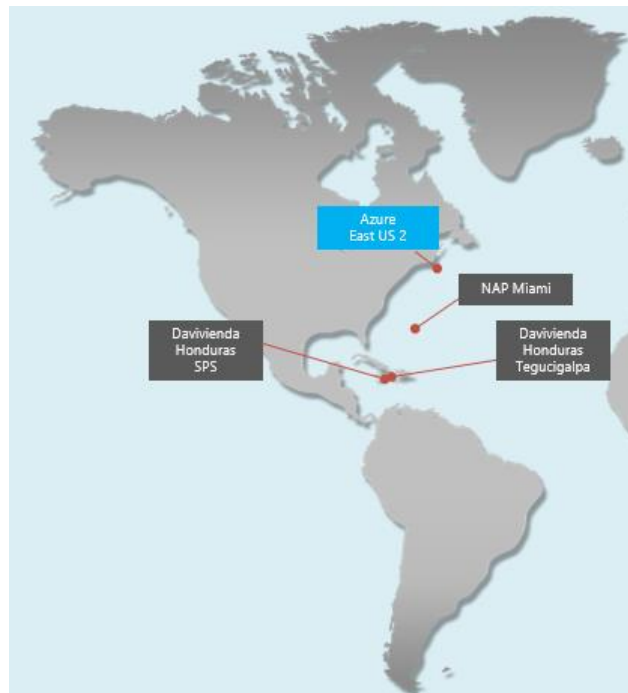 Azure
East US 2
NAP Miami
Davivienda
Honduras
SPS
Davivienda
Honduras
Tegucigalpa